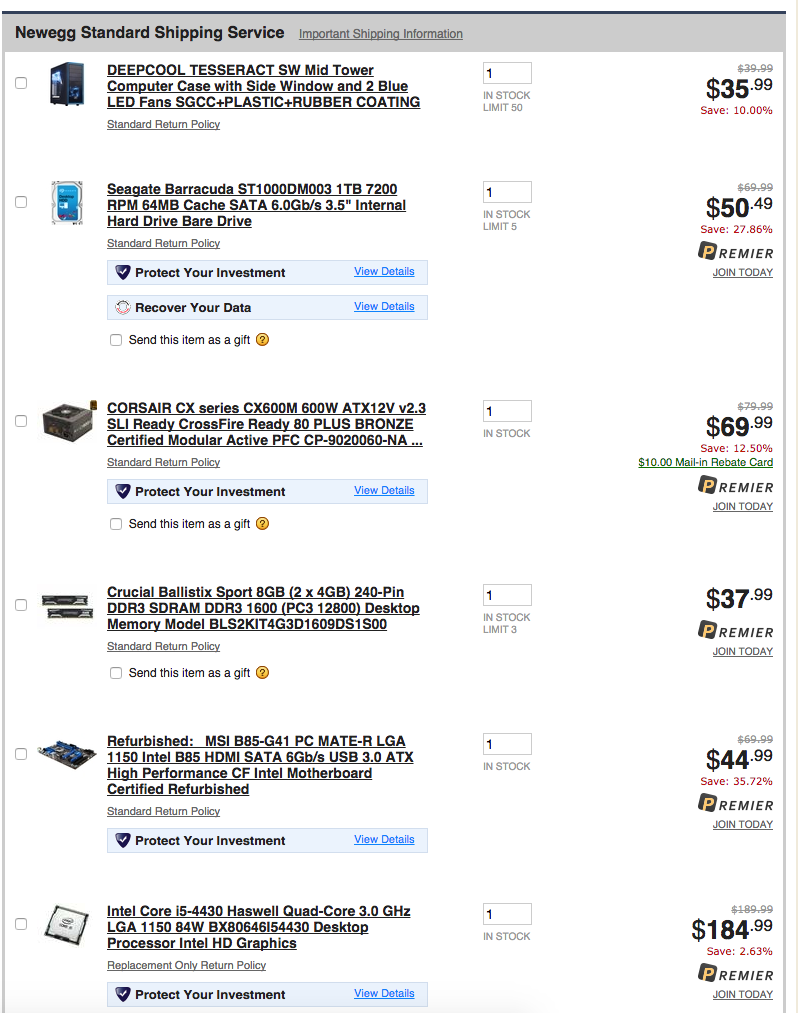 Newegg Standard Shipping Service Important Shipping Information
DEEPCOOL TESSERACT SW Mid Tower
Computer Case with Side Window and 2 Blue
LED Fans SGCC+PLASTIC+RUBBER COATING
Standard Return Policy
1
IN STOCK
LIMIT 50
$39.99
$35.99
Save: 10.00%
Seagate Barracuda ST1000DM003 1TB 7200
RPM 64MB Cache SATA 6.0Gb/s 3.5" Internal
Hard Drive Bare Drive
Standard Return Policy
Protect Your Investment View Details
Recover Your Data View Details
Send this item as a gift ?
1
IN STOCK
LIMIT 5
$69.99
$50.49
Save: 27.86%
PREMIER
JOIN TODAY
CORSAIR CX series CX600M 600W ATX12V v2.3
SLI Ready CrossFire Ready 80 PLUS BRONZE
Certified Modular Active PFC CP-9020060-NA ...
Standard Return Policy
Protect Your Investment View Details
Send this item as a gift ?
1
IN STOCK
$79.99
$69.99
Save: 12.50%
$10.00 Mail-in Rebate Card
PREMIER
JOIN TODAY
Crucial Ballistix Sport 8GB (2 x 4GB) 240-Pin
DDR3 SDRAM DDR3 1600 (PC3 12800) Desktop
Memory Model BLS2KIT4G3D1609DS1S00
Standard Return Policy
Send this item as a gift ?
1
IN STOCK
LIMIT 3
$37.99
PREMIER
JOIN TODAY
Refurbished: MSI B85-G41 PC MATE-R LGA
1150 Intel B85 HDMI SATA 6Gb/s USB 3.0 ATX
High Performance CF Intel Motherboard
Certified Refurbished
Standard Return Policy
Protect Your Investment View Details
1
IN STOCK
$69.99
$44.99
Save: 35.72%
PREMIER
JOIN TODAY
Intel Core i5-4430 Haswell Quad-Core 3.0 GHz
LGA 1150 84W BX80646I54430 Desktop
Processor Intel HD Graphics
Replacement Only Return Policy
Protect Your Investment View Details
1
IN STOCK
$189.99
$184.99
Save: 2.63%
PREMIER
JOIN TODAY